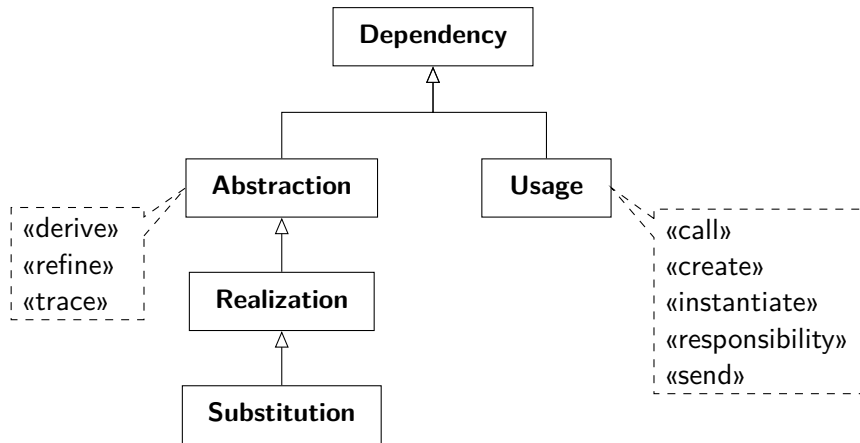 Dependency
Abstraction
Usage
«derive»
«refine»
«trace»
«call»
«create»
«instantiate»
«responsibility»
«send»
Realization
Substitution